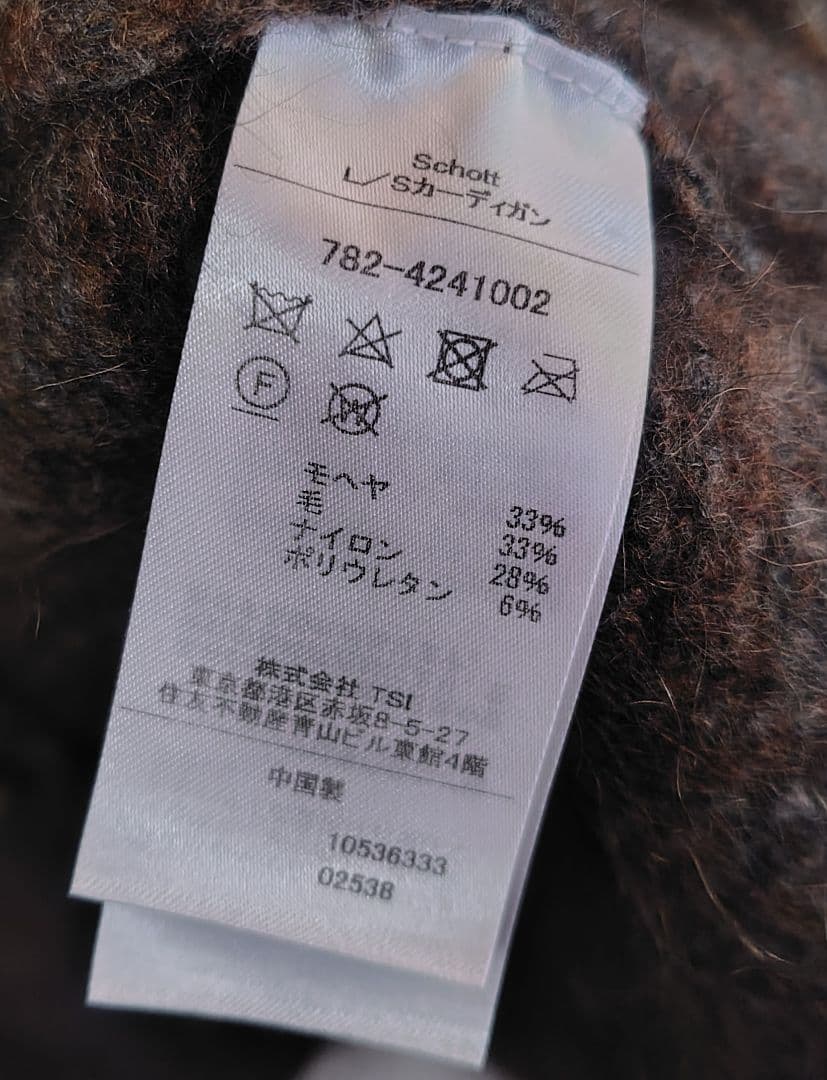 Schott
L/Sカーディガン
782-4241002
F
W
モヘヤ 33%
毛 33%
ナイロン 28%
ポリウレタン 6%
株式会社 TSI
東京都港区赤坂8-5-27
住友不動産青山ビル東館4階
中国製
10536333
02538